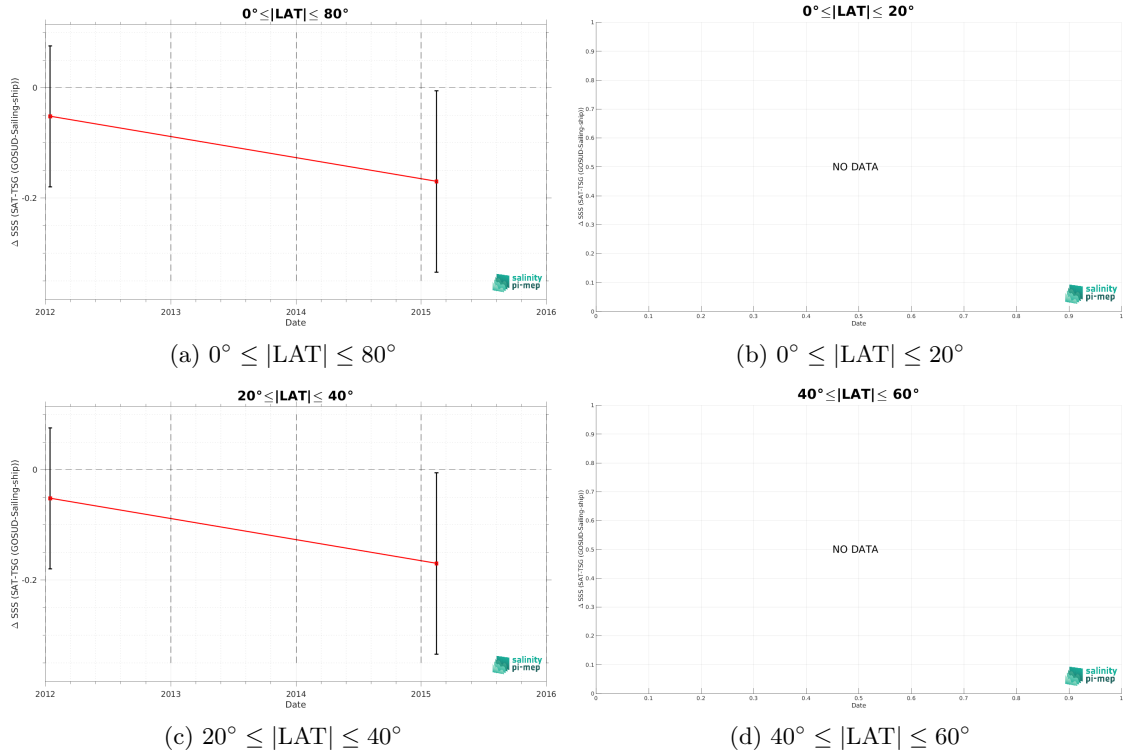 0°≤|LAT|≤ 80°
0
-0.2
Δ SSS (SAT-TSG (GOSUD-Sailing-ship))
2012 2013 2014 2015 2016
Date
salinity
pi-mep
(a) 0° ≤ |LAT| ≤ 80°
0°≤|LAT|≤ 20°
1
0.9
0.8
0.7
0.6
0.5
0.4
0.3
0.2
0.1
0
Δ SSS (SAT-TSG (GOSUD-Sailing-ship))
NO DATA
0 0.1 0.2 0.3 0.4 0.5 0.6 0.7 0.8 0.9 1
Date
salinity
pi-mep
(b) 0° ≤ |LAT| ≤ 20°
20°≤|LAT|≤ 40°
0
-0.2
Δ SSS (SAT-TSG (GOSUD-Sailing-ship))
2012 2013 2014 2015 2016
Date
salinity
pi-mep
(c) 20° ≤ |LAT| ≤ 40°
40°≤|LAT|≤ 60°
1
0.9
0.8
0.7
0.6
0.5
0.4
0.3
0.2
0.1
0
Δ SSS (SAT-TSG (GOSUD-Sailing-ship))
NO DATA
0 0.1 0.2 0.3 0.4 0.5 0.6 0.7 0.8 0.9 1
Date
salinity
pi-mep
(d) 40° ≤ |LAT| ≤ 60°